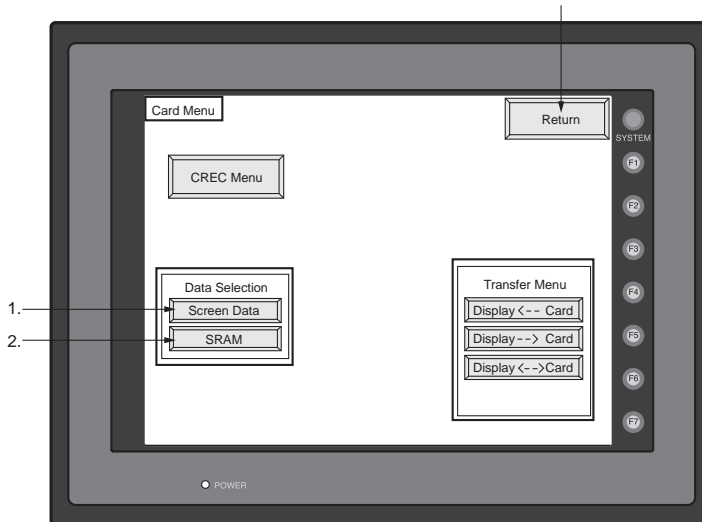 Card Menu
Return
SYSTEM
CREC Menu
F1
F2
F3
Data Selection
1.
Screen Data
2.
SRAM
Transfer Menu
Display <-- Card
Display --> Card
Display <--> Card
F4
F5
F6
F7
POWER